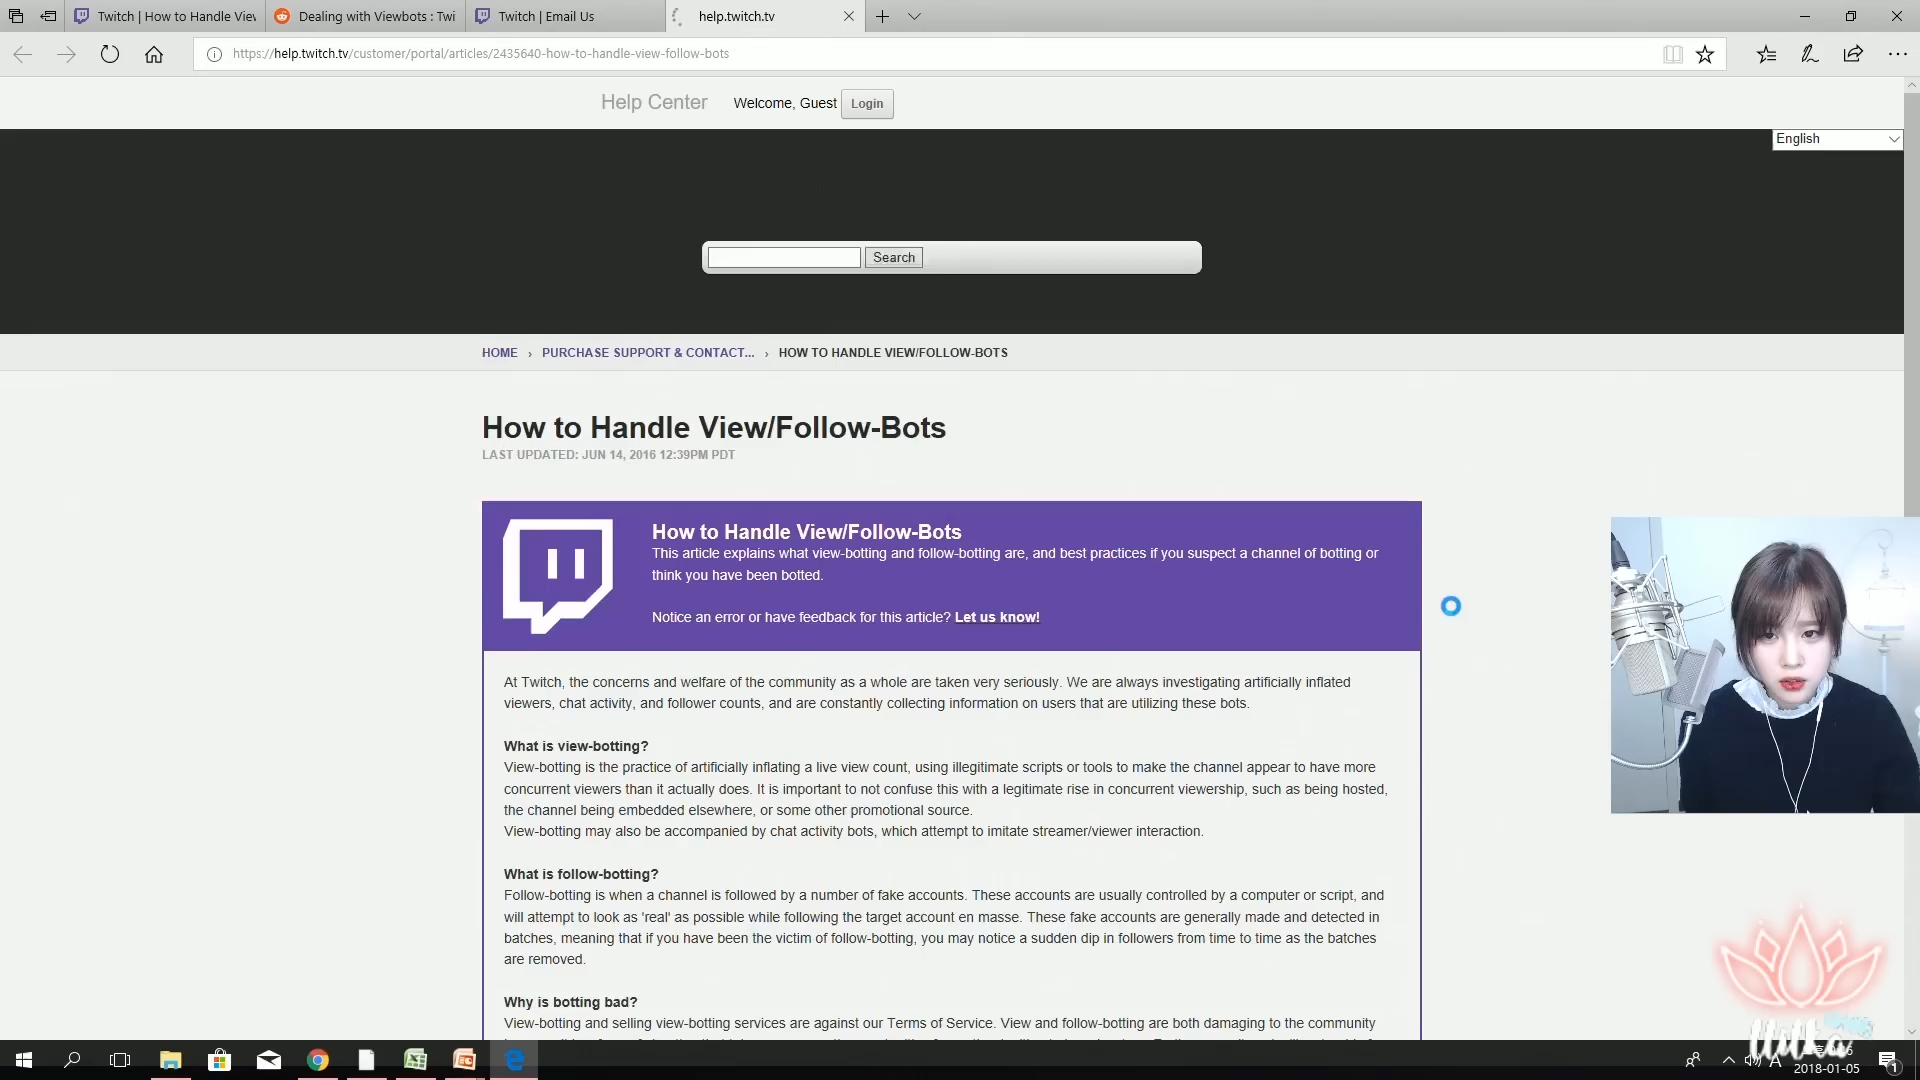 Twitch | How to Handle View
Dealing with Viewbots : Twi
Twitch | Email Us
help.twitch.tv
https://help.twitch.tv/customer/portal/articles/2435640-how-to-handle-view-follow-bots
Help Center
Welcome, Guest
Login
English
Search
HOME › PURCHASE SUPPORT & CONTACT... › HOW TO HANDLE VIEW/FOLLOW-BOTS
How to Handle View/Follow-Bots
LAST UPDATED: JUN 14, 2016 12:39PM PDT
How to Handle View/Follow-Bots
This article explains what view-botting and follow-botting are, and best practices if you suspect a channel of botting or
think you have been botted.
Notice an error or have feedback for this article? Let us know!
At Twitch, the concerns and welfare of the community as a whole are taken very seriously. We are always investigating artificially inflated
viewers, chat activity, and follower counts, and are constantly collecting information on users that are utilizing these bots.
What is view-botting?
View-botting is the practice of artificially inflating a live view count, using illegitimate scripts or tools to make the channel appear to have more
concurrent viewers than it actually does. It is important to not confuse this with a legitimate rise in concurrent viewership, such as being hosted,
the channel being embedded elsewhere, or some other promotional source.
View-botting may also be accompanied by chat activity bots, which attempt to imitate streamer/viewer interaction.
What is follow-botting?
Follow-botting is when a channel is followed by a number of fake accounts. These accounts are usually controlled by a computer or script, and
will attempt to look as 'real' as possible while following the target account en masse. These fake accounts are generally made and detected in
batches, meaning that if you have been the victim of follow-botting, you may notice a sudden dip in followers from time to time as the batches
are removed.
Why is botting bad?
View-botting and selling view-botting services are against our Terms of Service. View and follow-botting are both damaging to the community
A
2018-01-05
1